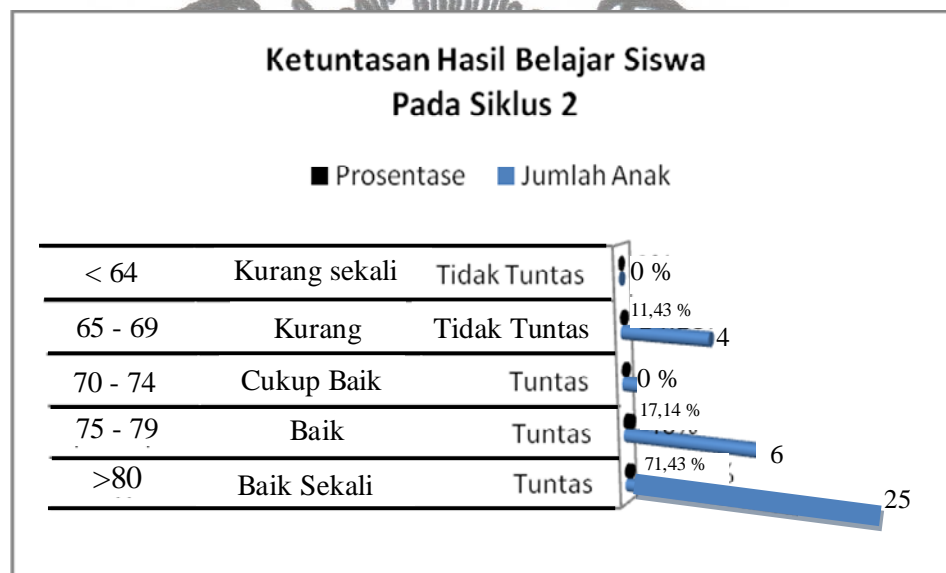 Ketuntasan Hasil Belajar Siswa
Pada Siklus 2
Prosentase Jumlah Anak
< 64 Kurang sekali Tidak Tuntas 0 %
65 - 69 Kurang Tidak Tuntas 11,43 % 4
70 - 74 Cukup Baik Tuntas 0 %
75 - 79 Baik Tuntas 17,14 % 6
>80 Baik Sekali Tuntas 71,43 % 25